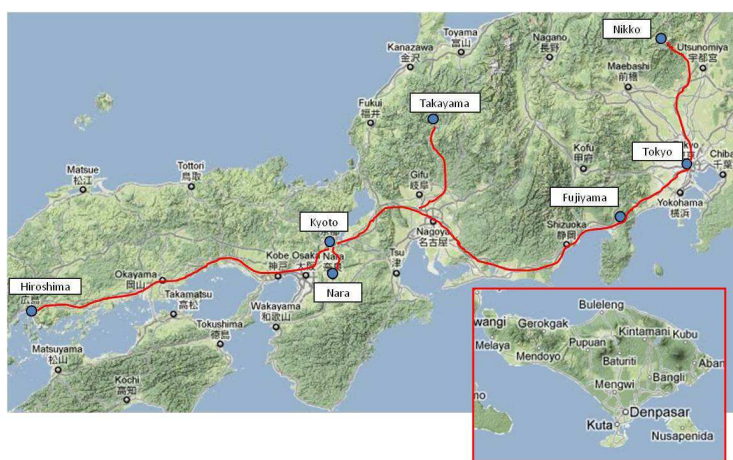 Nikko
Toyama
富山
Nagano
長野
Utsunomiya
宇都宮
Kanazawa
金沢
Maebashi
前橋
Takayama
Fukui
福井
Kofu
甲府
Tokyo
Chiba
千葉
Matsue
松江
Tottori
鳥取
Gifu
岐阜
Fujiyama
Yokohama
横浜
Kyoto
Shizuoka
静岡
Nagoya
名古屋
Kobe
神戸
Osaka
大阪
Nara
奈良
Tsu
津
Okayama
岡山
Hiroshima
広島
Nara
Takamatsu
高松
Wakayama
和歌山
Tokushima
徳島
Matsuyama
松山
Kochi
高知
Buleleng
wangi
Gerokgak
Kintamani
Kubu
Melaya
Pupuan
Mendoyo
Baturiti
Aban
Mengwi
Bangli
mo
Denpasar
Kuta
Nusapenida